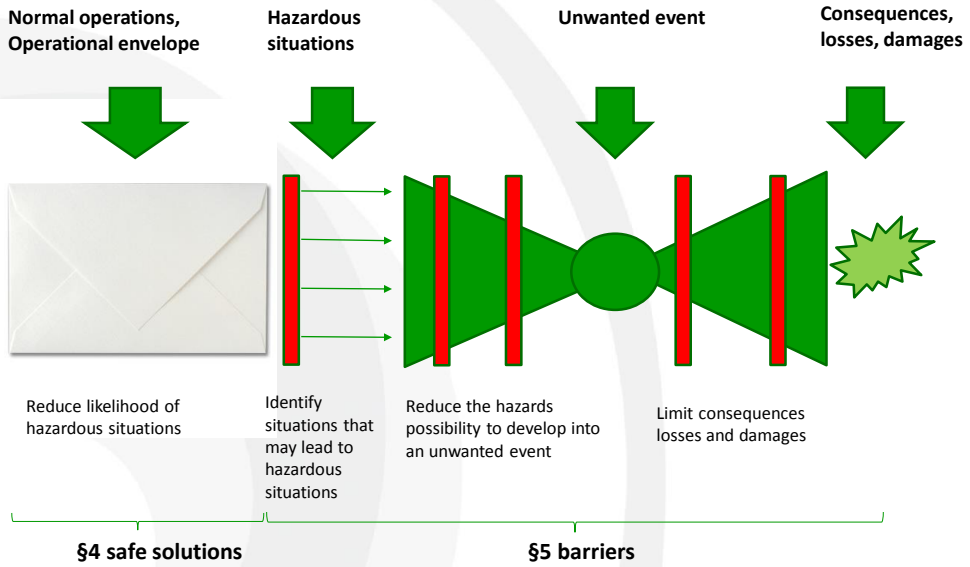 Normal operations,
Operational envelope
Hazardous
situations
Unwanted event
Consequences,
losses, damages
Reduce likelihood of
hazardous situations
Identify
situations that
may lead to
hazardous
situations
Reduce the hazards
possibility to develop into
an unwanted event
Limit consequences
losses and damages
§4 safe solutions
§5 barriers